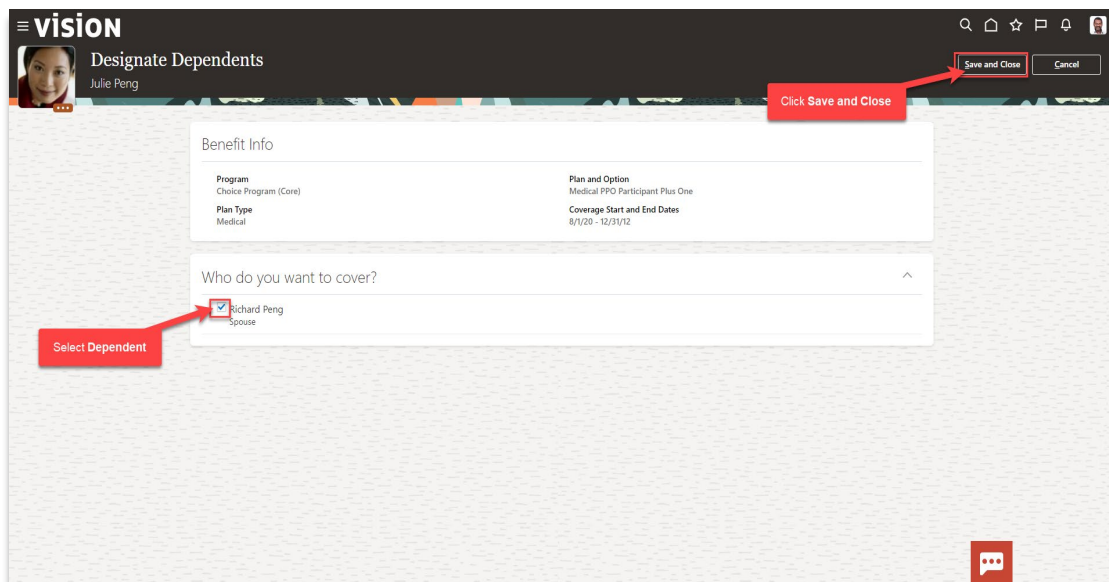 vision
Designate Dependents
Julie Peng
Save and Close
Cancel
Click Save and Close
Benefit Info
Program
Choice Program (Core)
Plan and Option
Medical PPO Participant Plus One
Plan Type
Medical
Coverage Start and End Dates
8/1/20 - 12/31/12
Who do you want to cover?
Richard Peng
Spouse
Select Dependent